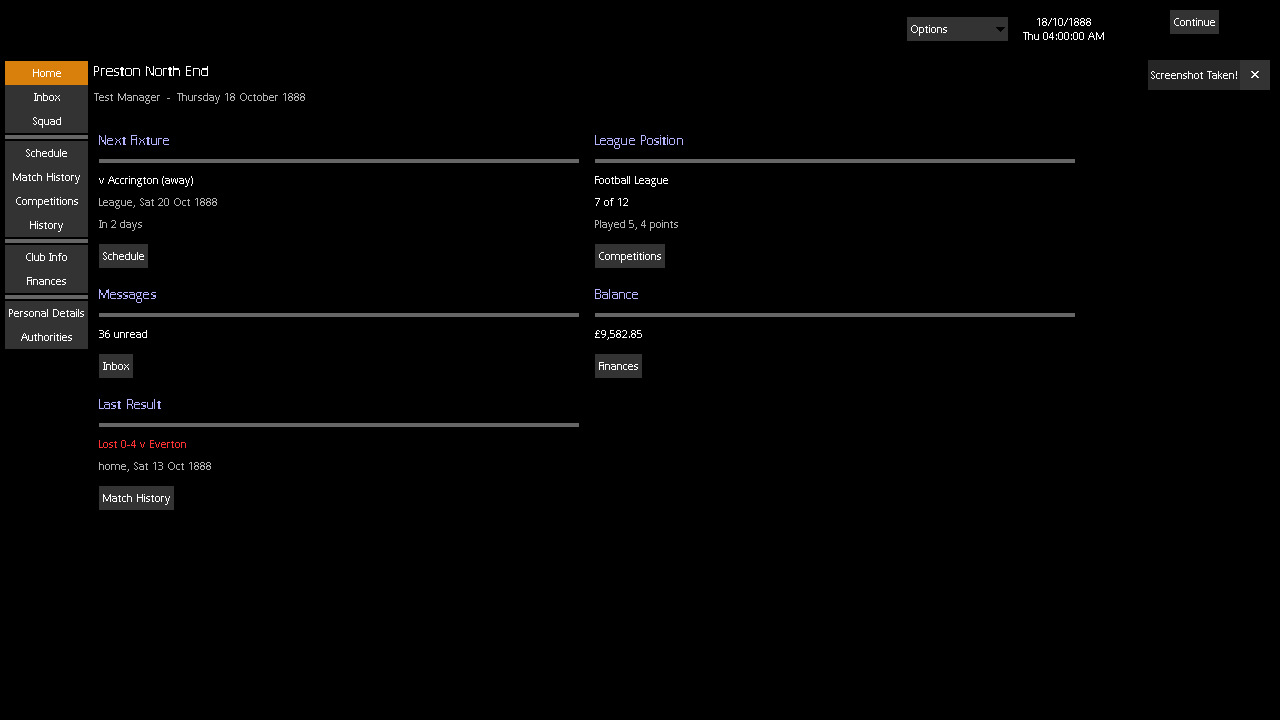 Options
18/10/1888
Thu 04:00:00 AM
Continue
Screenshot Taken!
×
Home
Inbox
Squad
Schedule
Match History
Competitions
History
Club Info
Finances
Personal Details
Authorities
Preston North End
Test Manager - Thursday 18 October 1888
Next Fixture
v Accrington (away)
League, Sat 20 Oct 1888
In 2 days
Schedule
League Position
Football League
7 of 12
Played 5, 4 points
Competitions
Messages
36 unread
Inbox
Balance
£9,582.85
Finances
Last Result
Lost 0-4 v Everton
home, Sat 13 Oct 1888
Match History